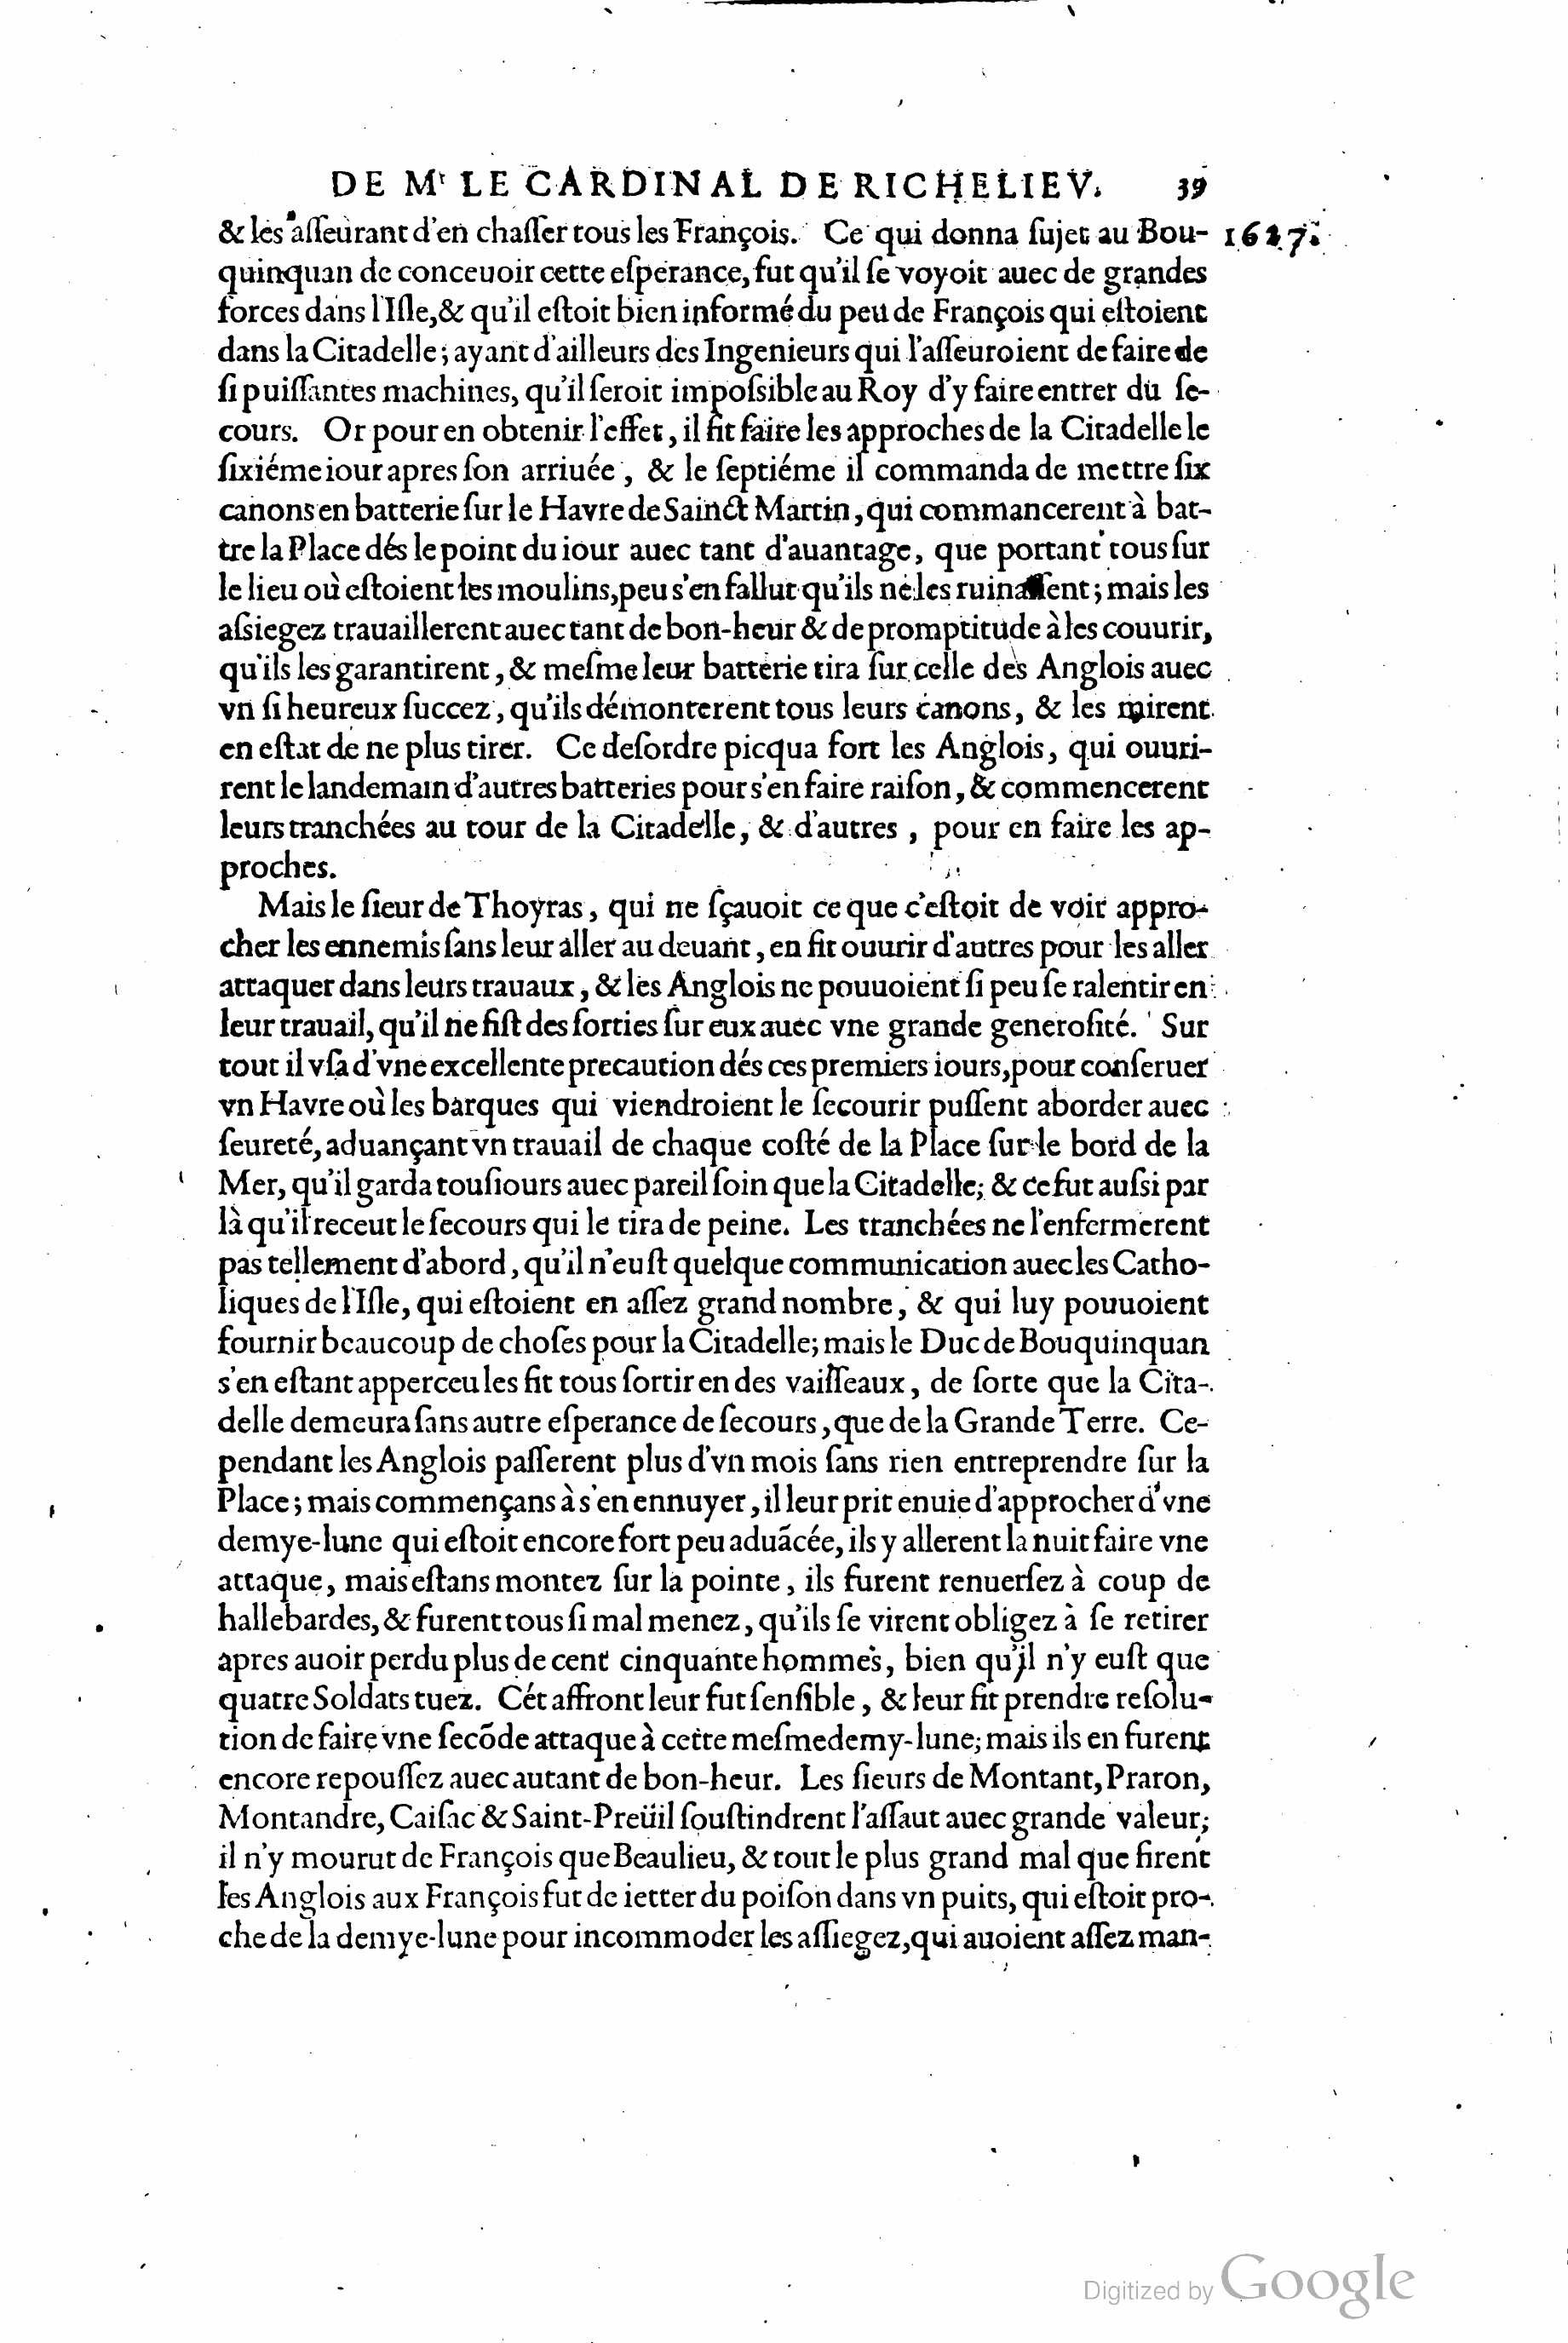 DE Mr LE CARDINAL DE RICHELIEV. 39
& les asseurant d'en chasser tous les François. Ce qui donna ſujet au Bou- 1627.
quinquan de conceuoir cette eſperance, fut qu'il ſe voyoit auec de grandes
forces dans l'Iſle, & qu'il eſtoit bien informé du peu de François qui eſtoient
dans la Citadelle; ayant d'ailleurs des Ingenieurs qui l'aſſeuroient de faire de
ſi puiſſantes machines, qu'il ſeroit impoſsible au Roy d'y faire entrer du ſe-
cours. Or pour en obtenir l'effet, il fit faire les approches de la Citadelle le
ſixiéme iour apres ſon arriuée, & le ſeptiéme il commanda de mettre ſix
canons en batterie ſur le Havre de Sainct Martin, qui commancerent à bat-
tre la Place dés le point du iour auec tant d'auantage, que portant tous ſur
le lieu où eſtoient les moulins, peu s'en fallut qu'ils ne les ruinaſſent; mais les
aſsiegez trauaillerent auec tant de bon-heur & de promptitude à les couurir,
qu'ils les garantirent, & meſme leur batterie tira ſur celle des Anglois auec
vn ſi heureux ſuccez, qu'ils démonterent tous leurs canons, & les mirent
en eſtat de ne plus tirer. Ce deſordre picqua fort les Anglois, qui ouuri-
rent le landemain d'autres batteries pour s'en faire raiſon, & commencerent
leurs tranchées au tour de la Citadelle, & d'autres, pour en faire les ap-
proches.
Mais le ſieur de Thoyras, qui ne ſçauoit ce que c'eſtoit de voir appro-
cher les ennemis ſans leur aller au deuant, en fit ouurir d'autres pour les aller
attaquer dans leurs trauaux, & les Anglois ne pouuoient ſi peu ſe ralentir en
leur trauail, qu'il ne fiſt des ſorties ſur eux auec vne grande generoſité. Sur
tout il vſa d'vne excellente precaution dés ces premiers iours, pour conſeruer
vn Havre où les barques qui viendroient le ſecourir puſſent aborder auec
ſeureté, aduançant vn trauail de chaque coſté de la Place ſur le bord de la
Mer, qu'il garda touſiours auec pareil ſoin que la Citadelle; & ce fut auſsi par
là qu'il receut le ſecours qui le tira de peine. Les tranchées ne l'enfermerent
pas tellement d'abord, qu'il n'euſt quelque communication auec les Catho-
liques de l'Iſle, qui eſtoient en aſſez grand nombre, & qui luy pouuoient
fournir beaucoup de choſes pour la Citadelle; mais le Duc de Bouquinquan
s'en eſtant apperceu les fit tous ſortir en des vaiſſeaux, de ſorte que la Cita-
delle demeura ſans autre eſperance de ſecours, que de la Grande Terre. Ce-
pendant les Anglois paſſerent plus d'vn mois ſans rien entreprendre ſur la
Place; mais commençans à s'en ennuyer, il leur prit enuie d'approcher d'vne
demye-lune qui eſtoit encore fort peu aduãcée, ils y allerent la nuit faire vne
attaque, mais eſtans montez ſur la pointe, ils furent renuerſez à coup de
hallebardes, & furent tous ſi mal menez, qu'ils ſe virent obligez à ſe retirer
apres auoir perdu plus de cent cinquante hommes, bien qu'il n'y euſt que
quatre Soldats tuez. Cét affront leur fut ſenſible, & leur fit prendre reſolu-
tion de faire vne ſecõde attaque à cette meſme demy-lune; mais ils en furent
encore repouſſez auec autant de bon-heur. Les ſieurs de Montant, Praron,
Montandre, Caiſac & Saint-Preüil ſouſtindrent l'aſſaut auec grande valeur;
il n'y mourut de François que Beaulieu, & tout le plus grand mal que firent
les Anglois aux François fut de ietter du poiſon dans vn puits, qui eſtoit pro-
che de la demye-lune pour incommoder les aſſiegez, qui auoient aſſez man-
Digitized by Google